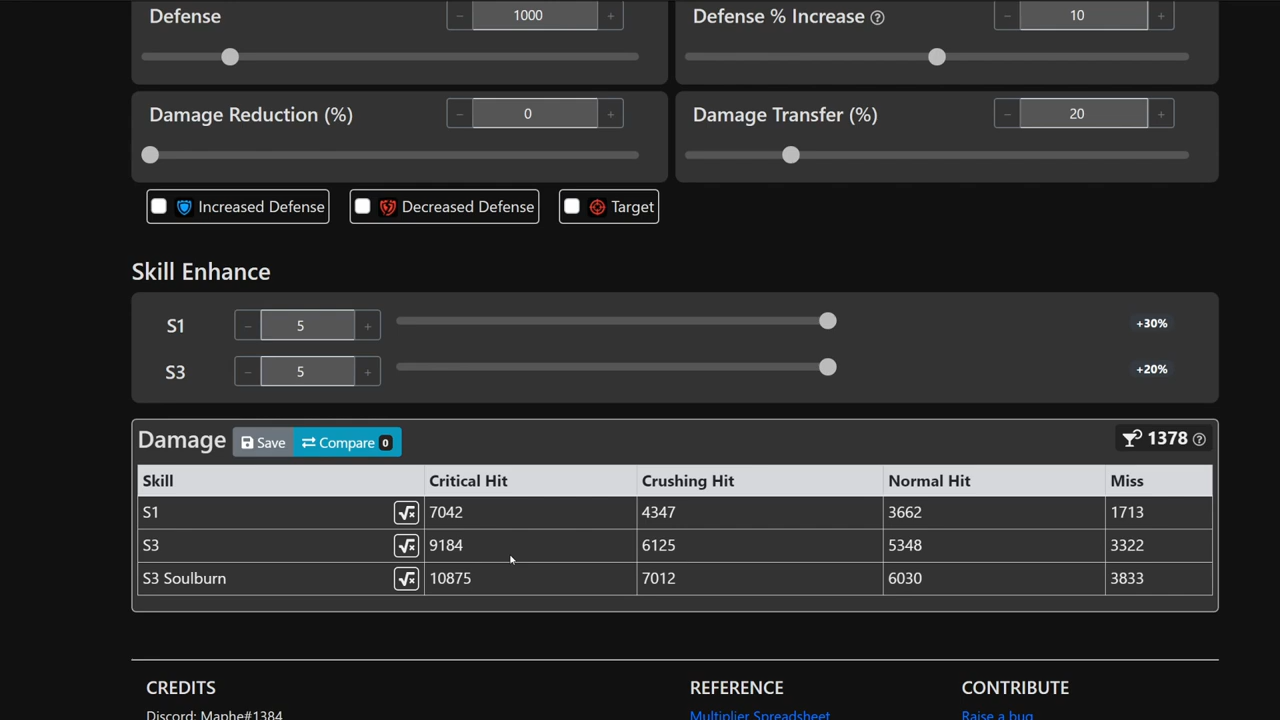 Defense − 1000 + Defense % Increase ? − 10 +
Damage Reduction (%) − 0 + Damage Transfer (%) − 20 +
Increased Defense Decreased Defense Target
Skill Enhance
S1 − 5 + +30%
S3 − 5 + +20%
Damage Save Compare 0 1378 ?
Skill Critical Hit Crushing Hit Normal Hit Miss
S1 √x 7042 4347 3662 1713
S3 √x 9184 6125 5348 3322
S3 Soulburn √x 10875 7012 6030 3833
CREDITS REFERENCE CONTRIBUTE
Discord: Maphe#1384 Multiplier Spreadsheet Raise a bug